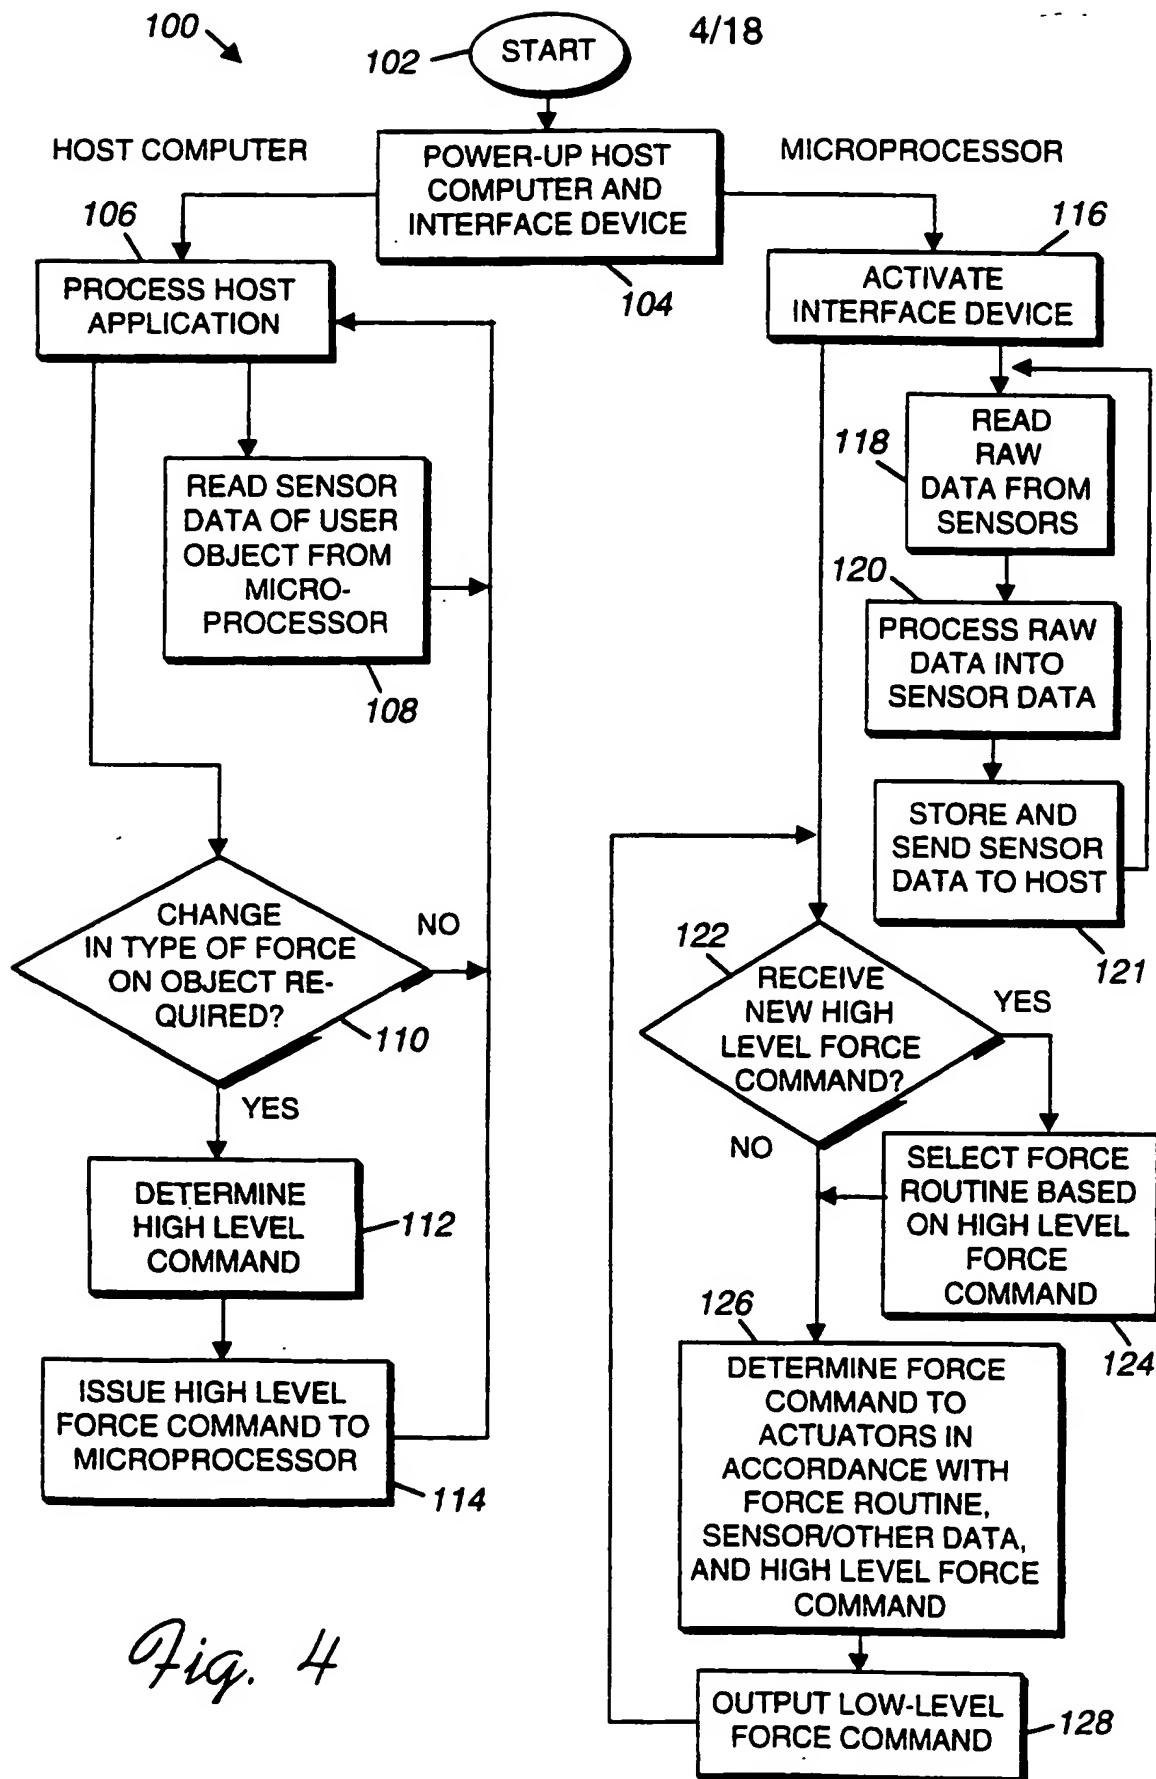 100
4/18
102
START
HOST COMPUTER
MICROPROCESSOR
POWER-UP HOST
COMPUTER AND
INTERFACE DEVICE
104
106
PROCESS HOST
APPLICATION
READ SENSOR
DATA OF USER
OBJECT FROM
MICRO-
PROCESSOR
108
CHANGE
IN TYPE OF FORCE
ON OBJECT RE-
QUIRED?
NO
110
YES
DETERMINE
HIGH LEVEL
COMMAND
112
ISSUE HIGH LEVEL
FORCE COMMAND TO
MICROPROCESSOR
114
116
ACTIVATE
INTERFACE DEVICE
118
READ
RAW
DATA FROM
SENSORS
120
PROCESS RAW
DATA INTO
SENSOR DATA
STORE AND
SEND SENSOR
DATA TO HOST
121
122
RECEIVE
NEW HIGH
LEVEL FORCE
COMMAND?
YES
NO
SELECT FORCE
ROUTINE BASED
ON HIGH LEVEL
FORCE
COMMAND
124
126
DETERMINE FORCE
COMMAND TO
ACTUATORS IN
ACCORDANCE WITH
FORCE ROUTINE,
SENSOR/OTHER DATA,
AND HIGH LEVEL FORCE
COMMAND
OUTPUT LOW-LEVEL
FORCE COMMAND
128
Fig. 4